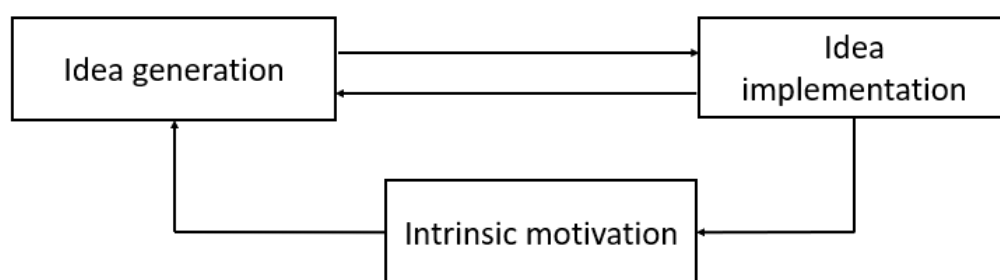 Idea generation
Idea
implementation
Intrinsic motivation